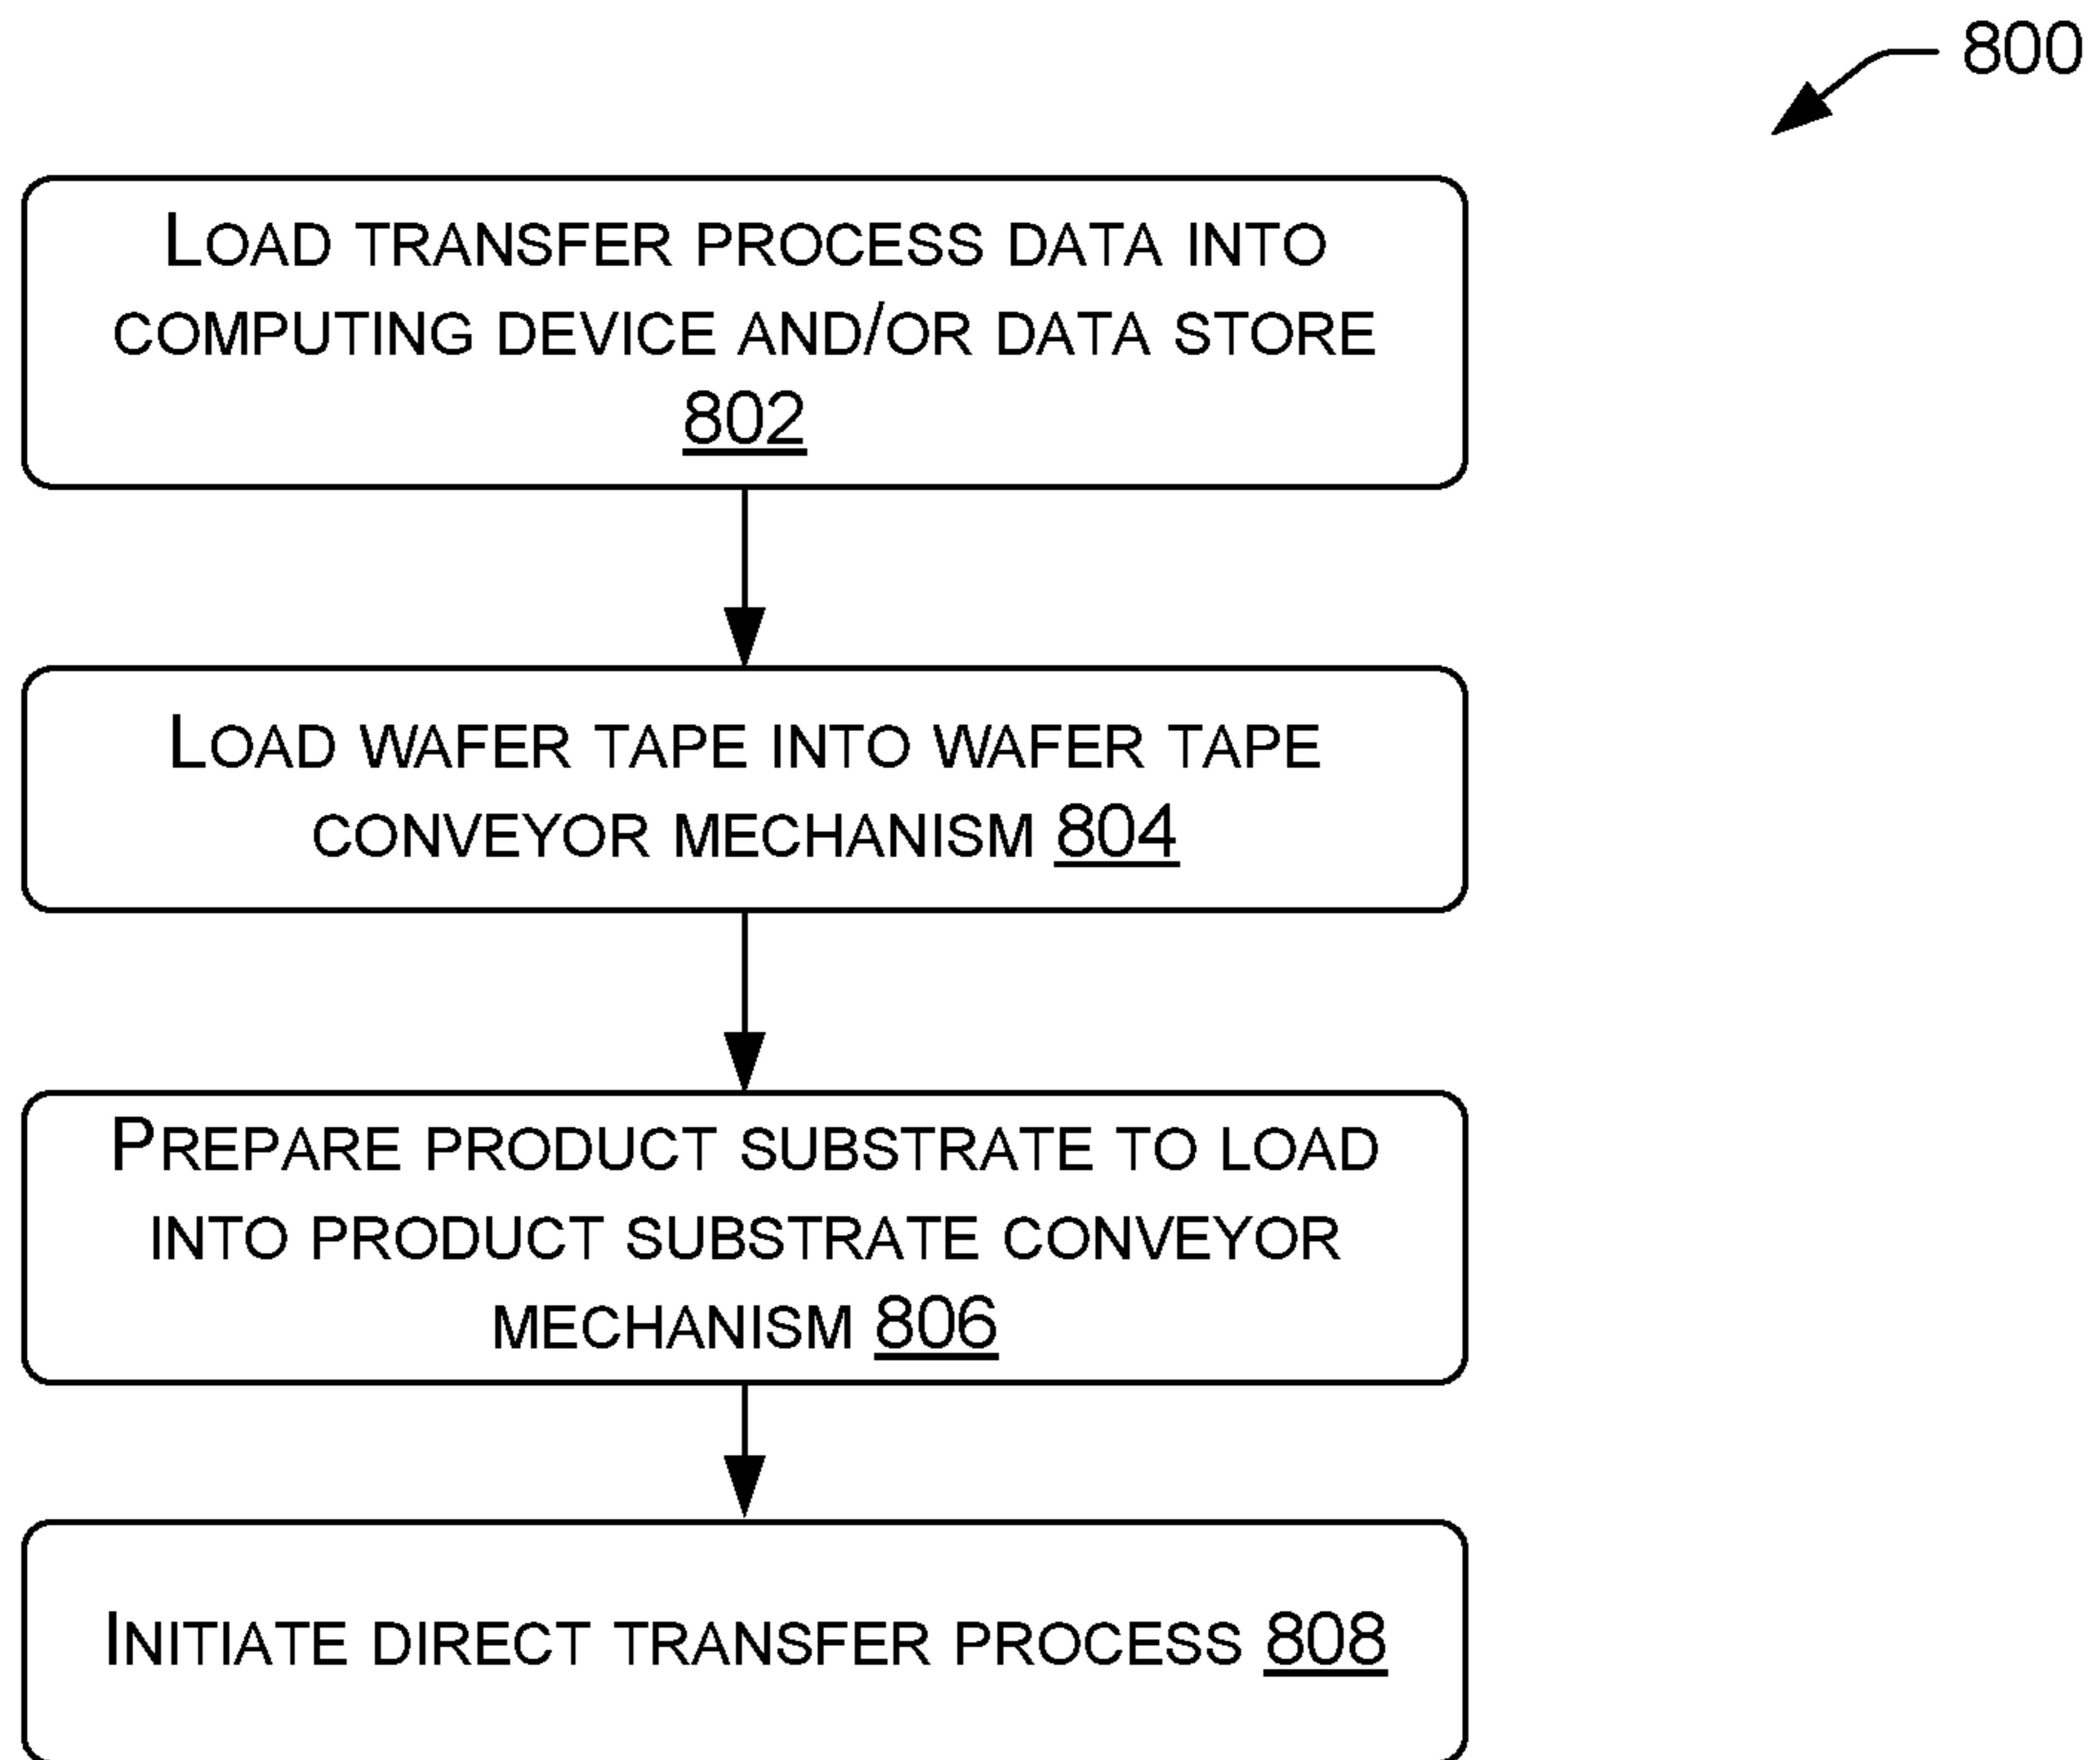 800
LOAD TRANSFER PROCESS DATA INTO
COMPUTING DEVICE AND/OR DATA STORE
802
LOAD WAFER TAPE INTO WAFER TAPE
CONVEYOR MECHANISM 804
PREPARE PRODUCT SUBSTRATE TO LOAD
INTO PRODUCT SUBSTRATE CONVEYOR
MECHANISM 806
INITIATE DIRECT TRANSFER PROCESS 808